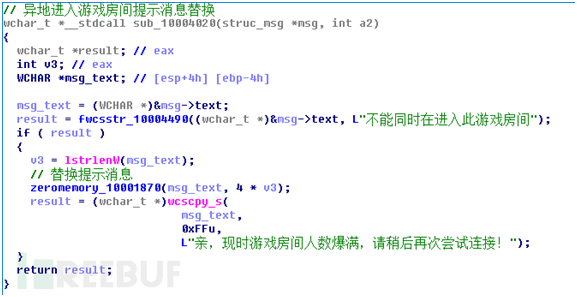 // 异地进入游戏房间提示消息替换
wchar_t *__stdcall sub_10004020(struc_msg *msg, int a2)
{
wchar_t *result; // eax
int v3; // eax
WCHAR *msg_text; // [esp+4h] [ebp-4h]
msg_text = (WCHAR *)&msg->text;
result = fwcsstr_10004490((wchar_t *)&msg->text, L"不能同时在进入此游戏房间");
if ( result )
{
v3 = lstrlenW(msg_text);
// 替换提示消息
zeromemory_10001870(msg_text, 4 * v3);
result = (wchar_t *)wcscpy_s(
msg_text,
0xFFu,
L"亲，现时游戏房间人数爆满，请稍后再次尝试连接！");
}
return result;
}
REEBUF